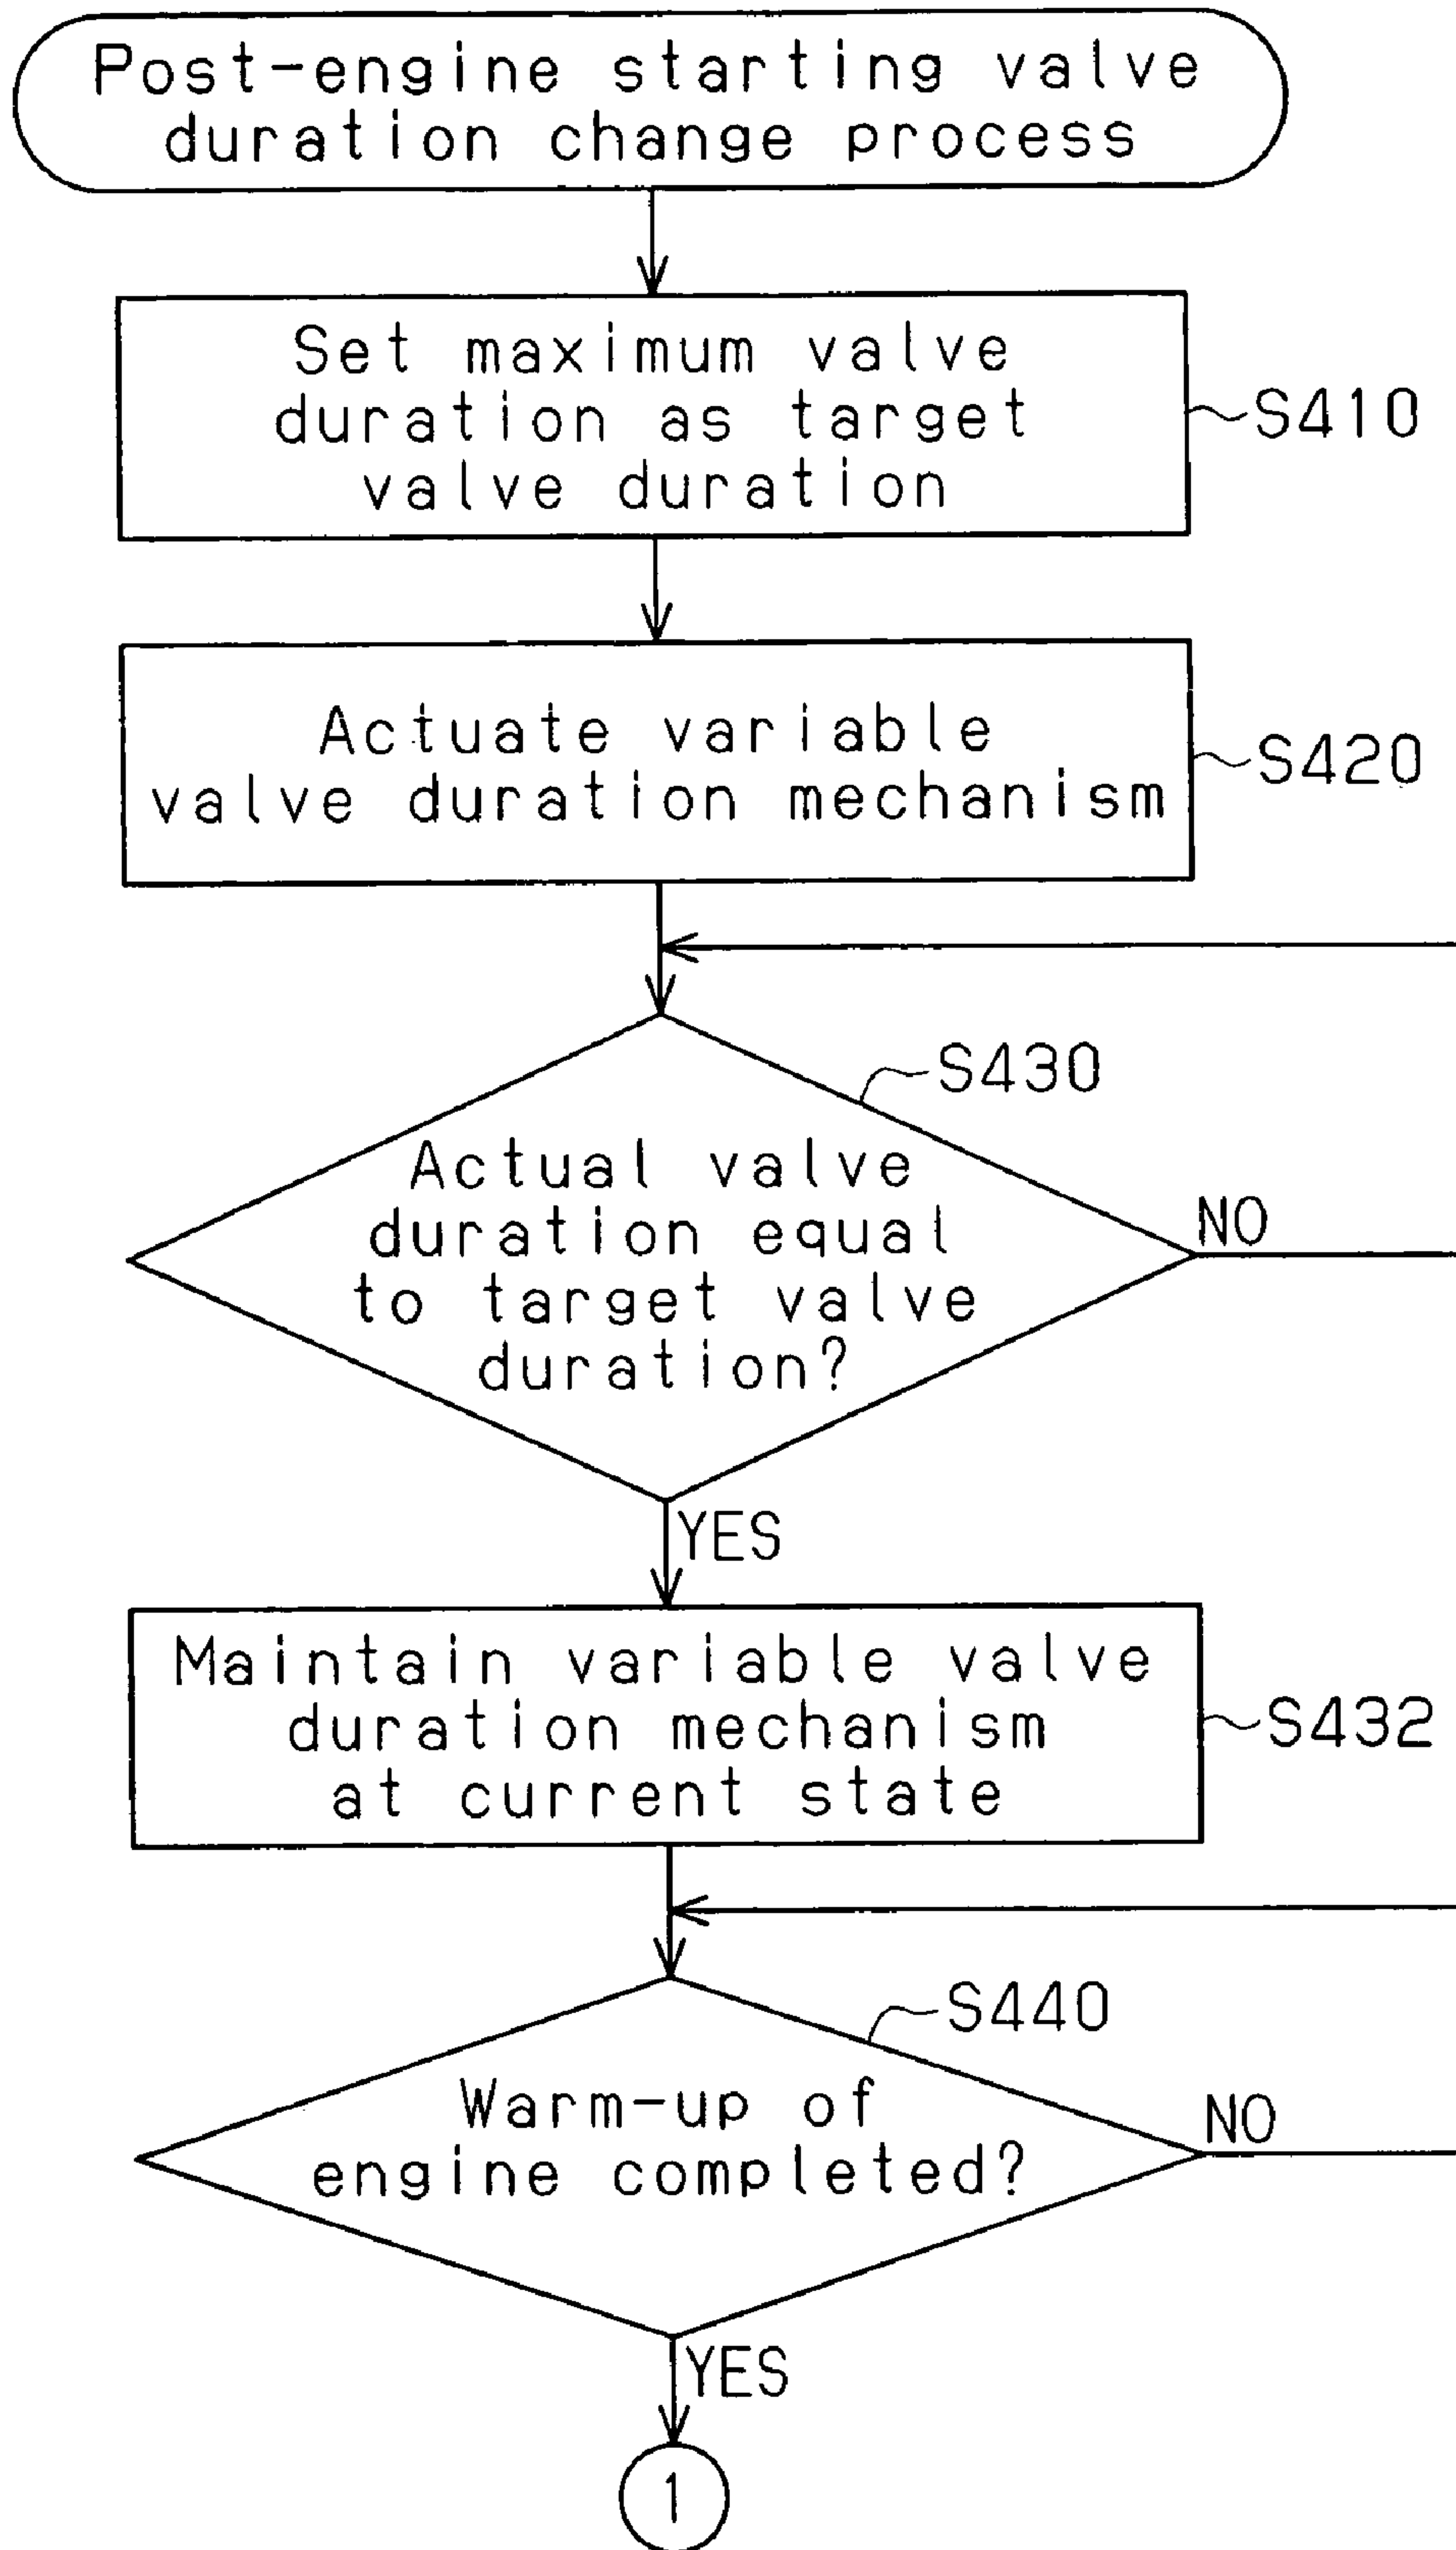 Post-engine starting valve
duration change process
Set maximum valve
duration as target
valve duration
S410
Actuate variable
valve duration mechanism
S420
S430
Actual valve
duration equal
to target valve
duration?
NO
YES
Maintain variable valve
duration mechanism
at current state
S432
S440
Warm-up of
engine completed?
NO
YES
1